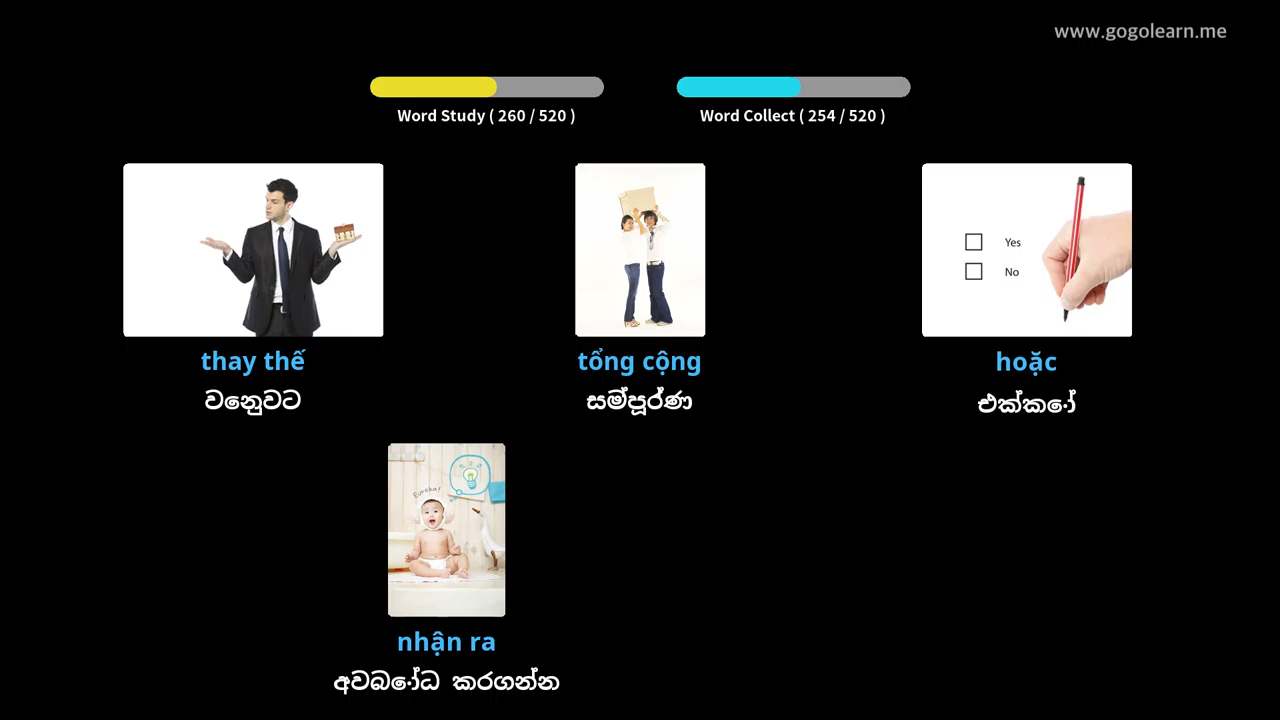 www.gogolearn.me
Word Study ( 260 / 520 )
Word Collect ( 254 / 520 )
Yes
No
thay thế
tổng cộng
hoặc
වෙනුවට
සම්පූර්ණ
එක්කෝ
Eureka!
nhận ra
අවබෝධ කරගන්න